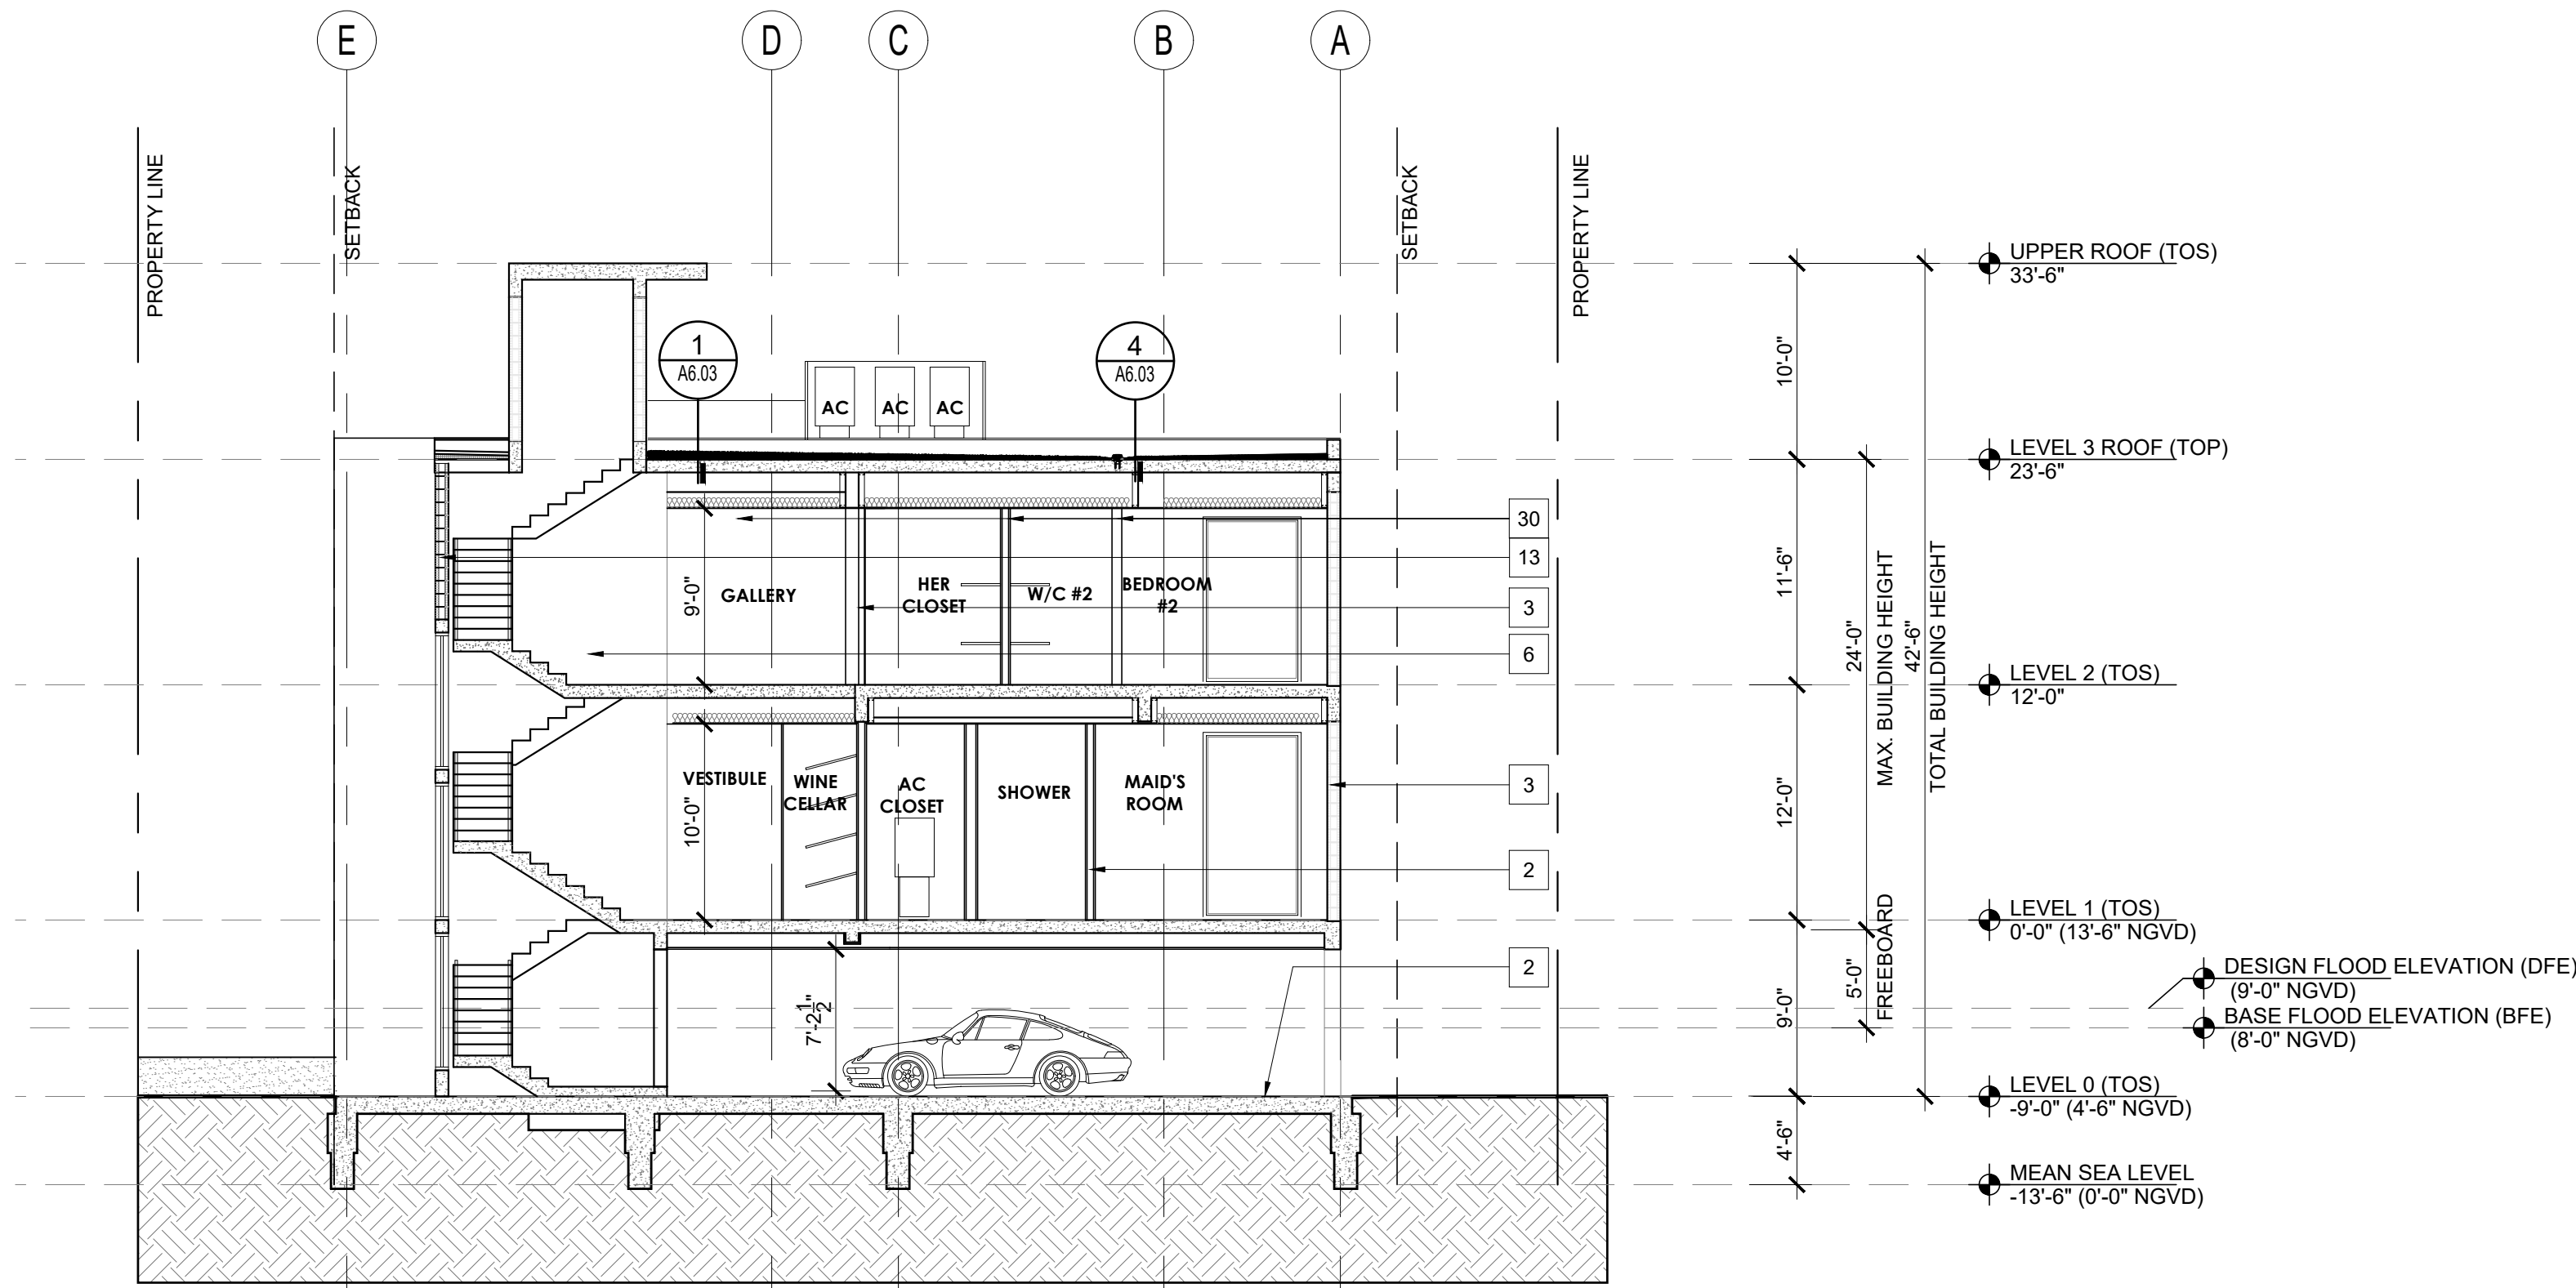 E
D
C
B
A
PROPERTY LINE
SETBACK
SETBACK
PROPERTY LINE
UPPER ROOF (TOS)
33'-6"
1
A6.03
4
A6.03
10'-0"
AC
AC
AC
LEVEL 3 ROOF (TOP)
23'-6"
30
13
3
6
9'-0"
GALLERY
HER
CLOSET
W/C #2
BEDROOM
#2
11'-6"
24'-0"
MAX. BUILDING HEIGHT
42'-6"
TOTAL BUILDING HEIGHT
LEVEL 2 (TOS)
12'-0"
10'-0"
VESTIBULE
WINE
CELLAR
AC
CLOSET
SHOWER
MAID'S
ROOM
3
2
12'-0"
LEVEL 1 (TOS)
0'-0" (13'-6" NGVD)
2
7'-2 1/2"
9'-0"
5'-0"
FREEBOARD
DESIGN FLOOD ELEVATION (DFE)
(9'-0" NGVD)
BASE FLOOD ELEVATION (BFE)
(8'-0" NGVD)
LEVEL 0 (TOS)
-9'-0" (4'-6" NGVD)
4'-6"
MEAN SEA LEVEL
-13'-6" (0'-0" NGVD)